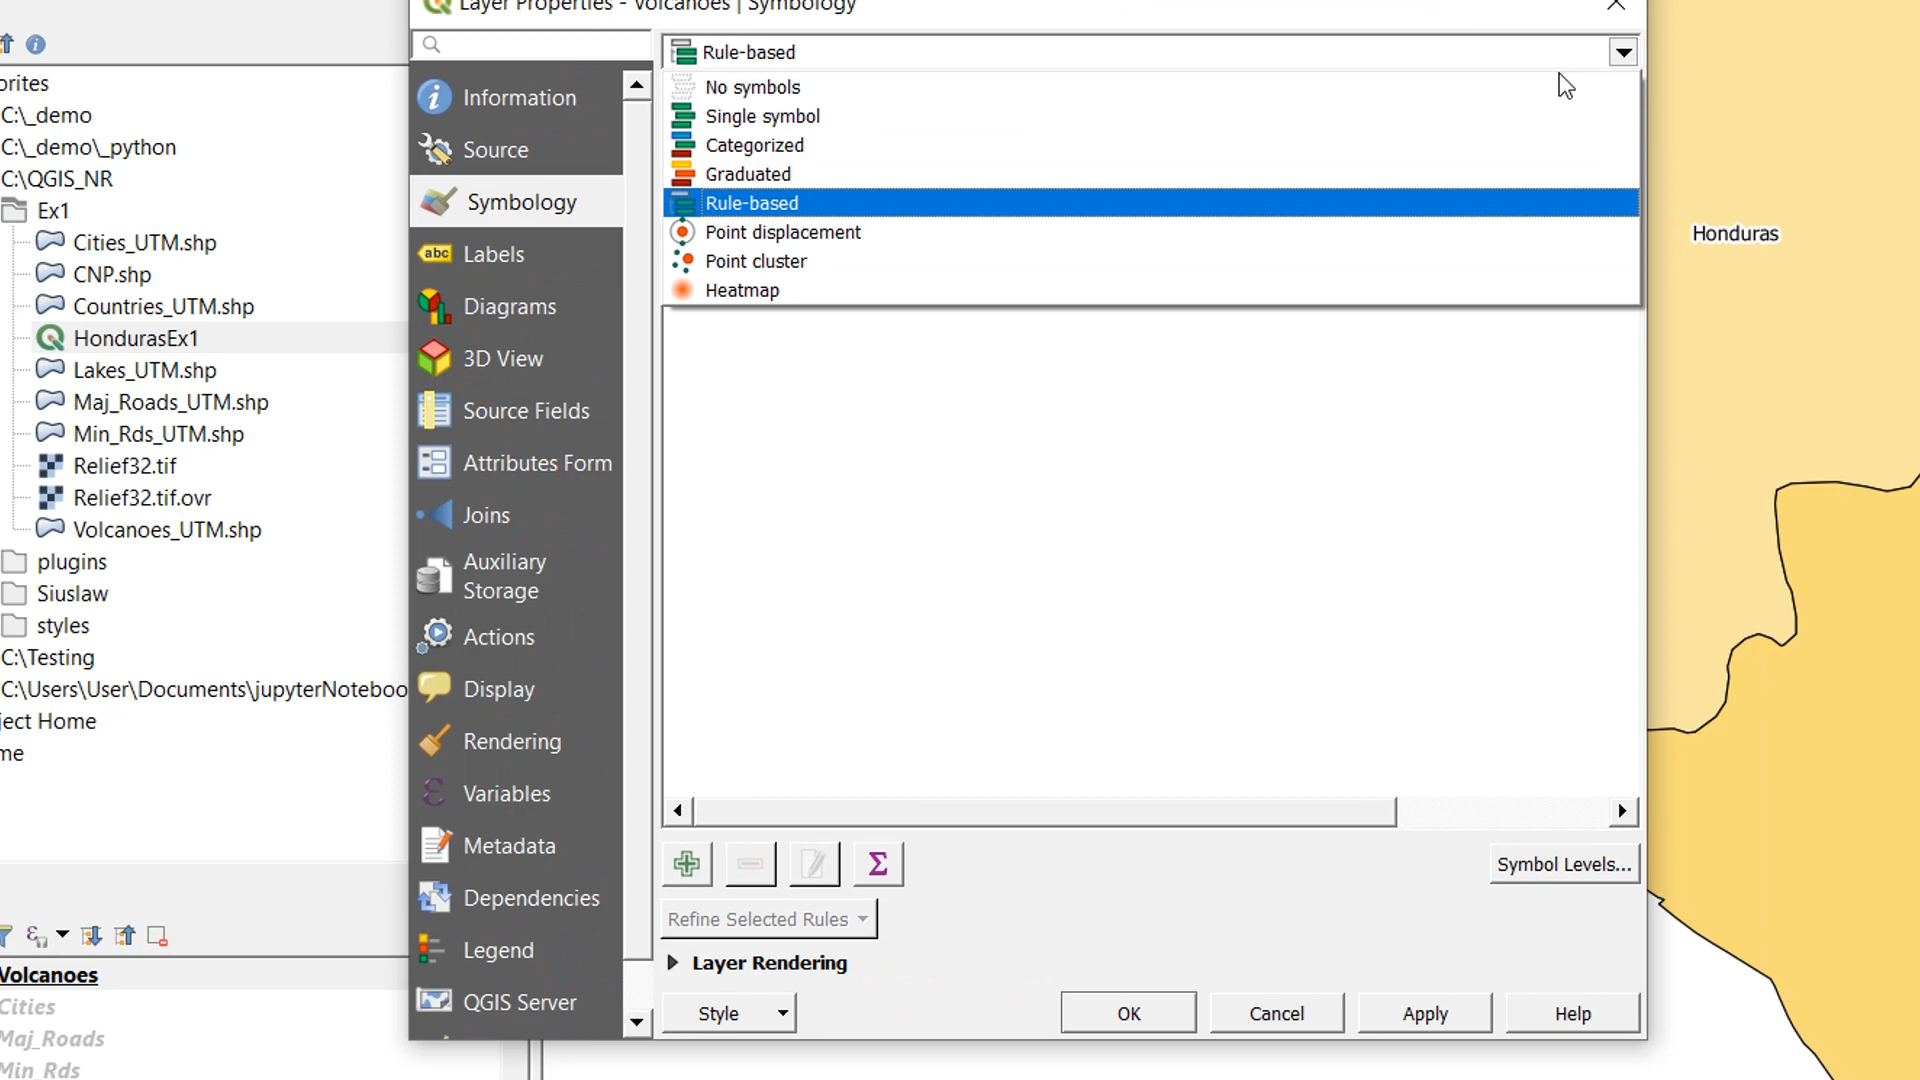 Layer Properties - Volcanoes | Symbology
orites
C:\_demo
C:\_demo\_python
C:\QGIS_NR
Ex1
Cities_UTM.shp
CNP.shp
Countries_UTM.shp
HondurasEx1
Lakes_UTM.shp
Maj_Roads_UTM.shp
Min_Rds_UTM.shp
Relief32.tif
Relief32.tif.ovr
Volcanoes_UTM.shp
plugins
Siuslaw
styles
C:\Testing
C:\Users\User\Documents\jupyterNoteboo
ject Home
me
Volcanoes
Cities
Maj_Roads
Min_Rds
Information
Source
Symbology
Labels
abc
Diagrams
3D View
Source Fields
Attributes Form
Joins
Auxiliary
Storage
Actions
Display
Rendering
Variables
Metadata
Dependencies
Legend
QGIS Server
Rule-based
No symbols
Single symbol
Categorized
Graduated
Rule-based
Point displacement
Point cluster
Heatmap
Σ
Symbol Levels...
Refine Selected Rules
Layer Rendering
Style
OK
Cancel
Apply
Help
Honduras